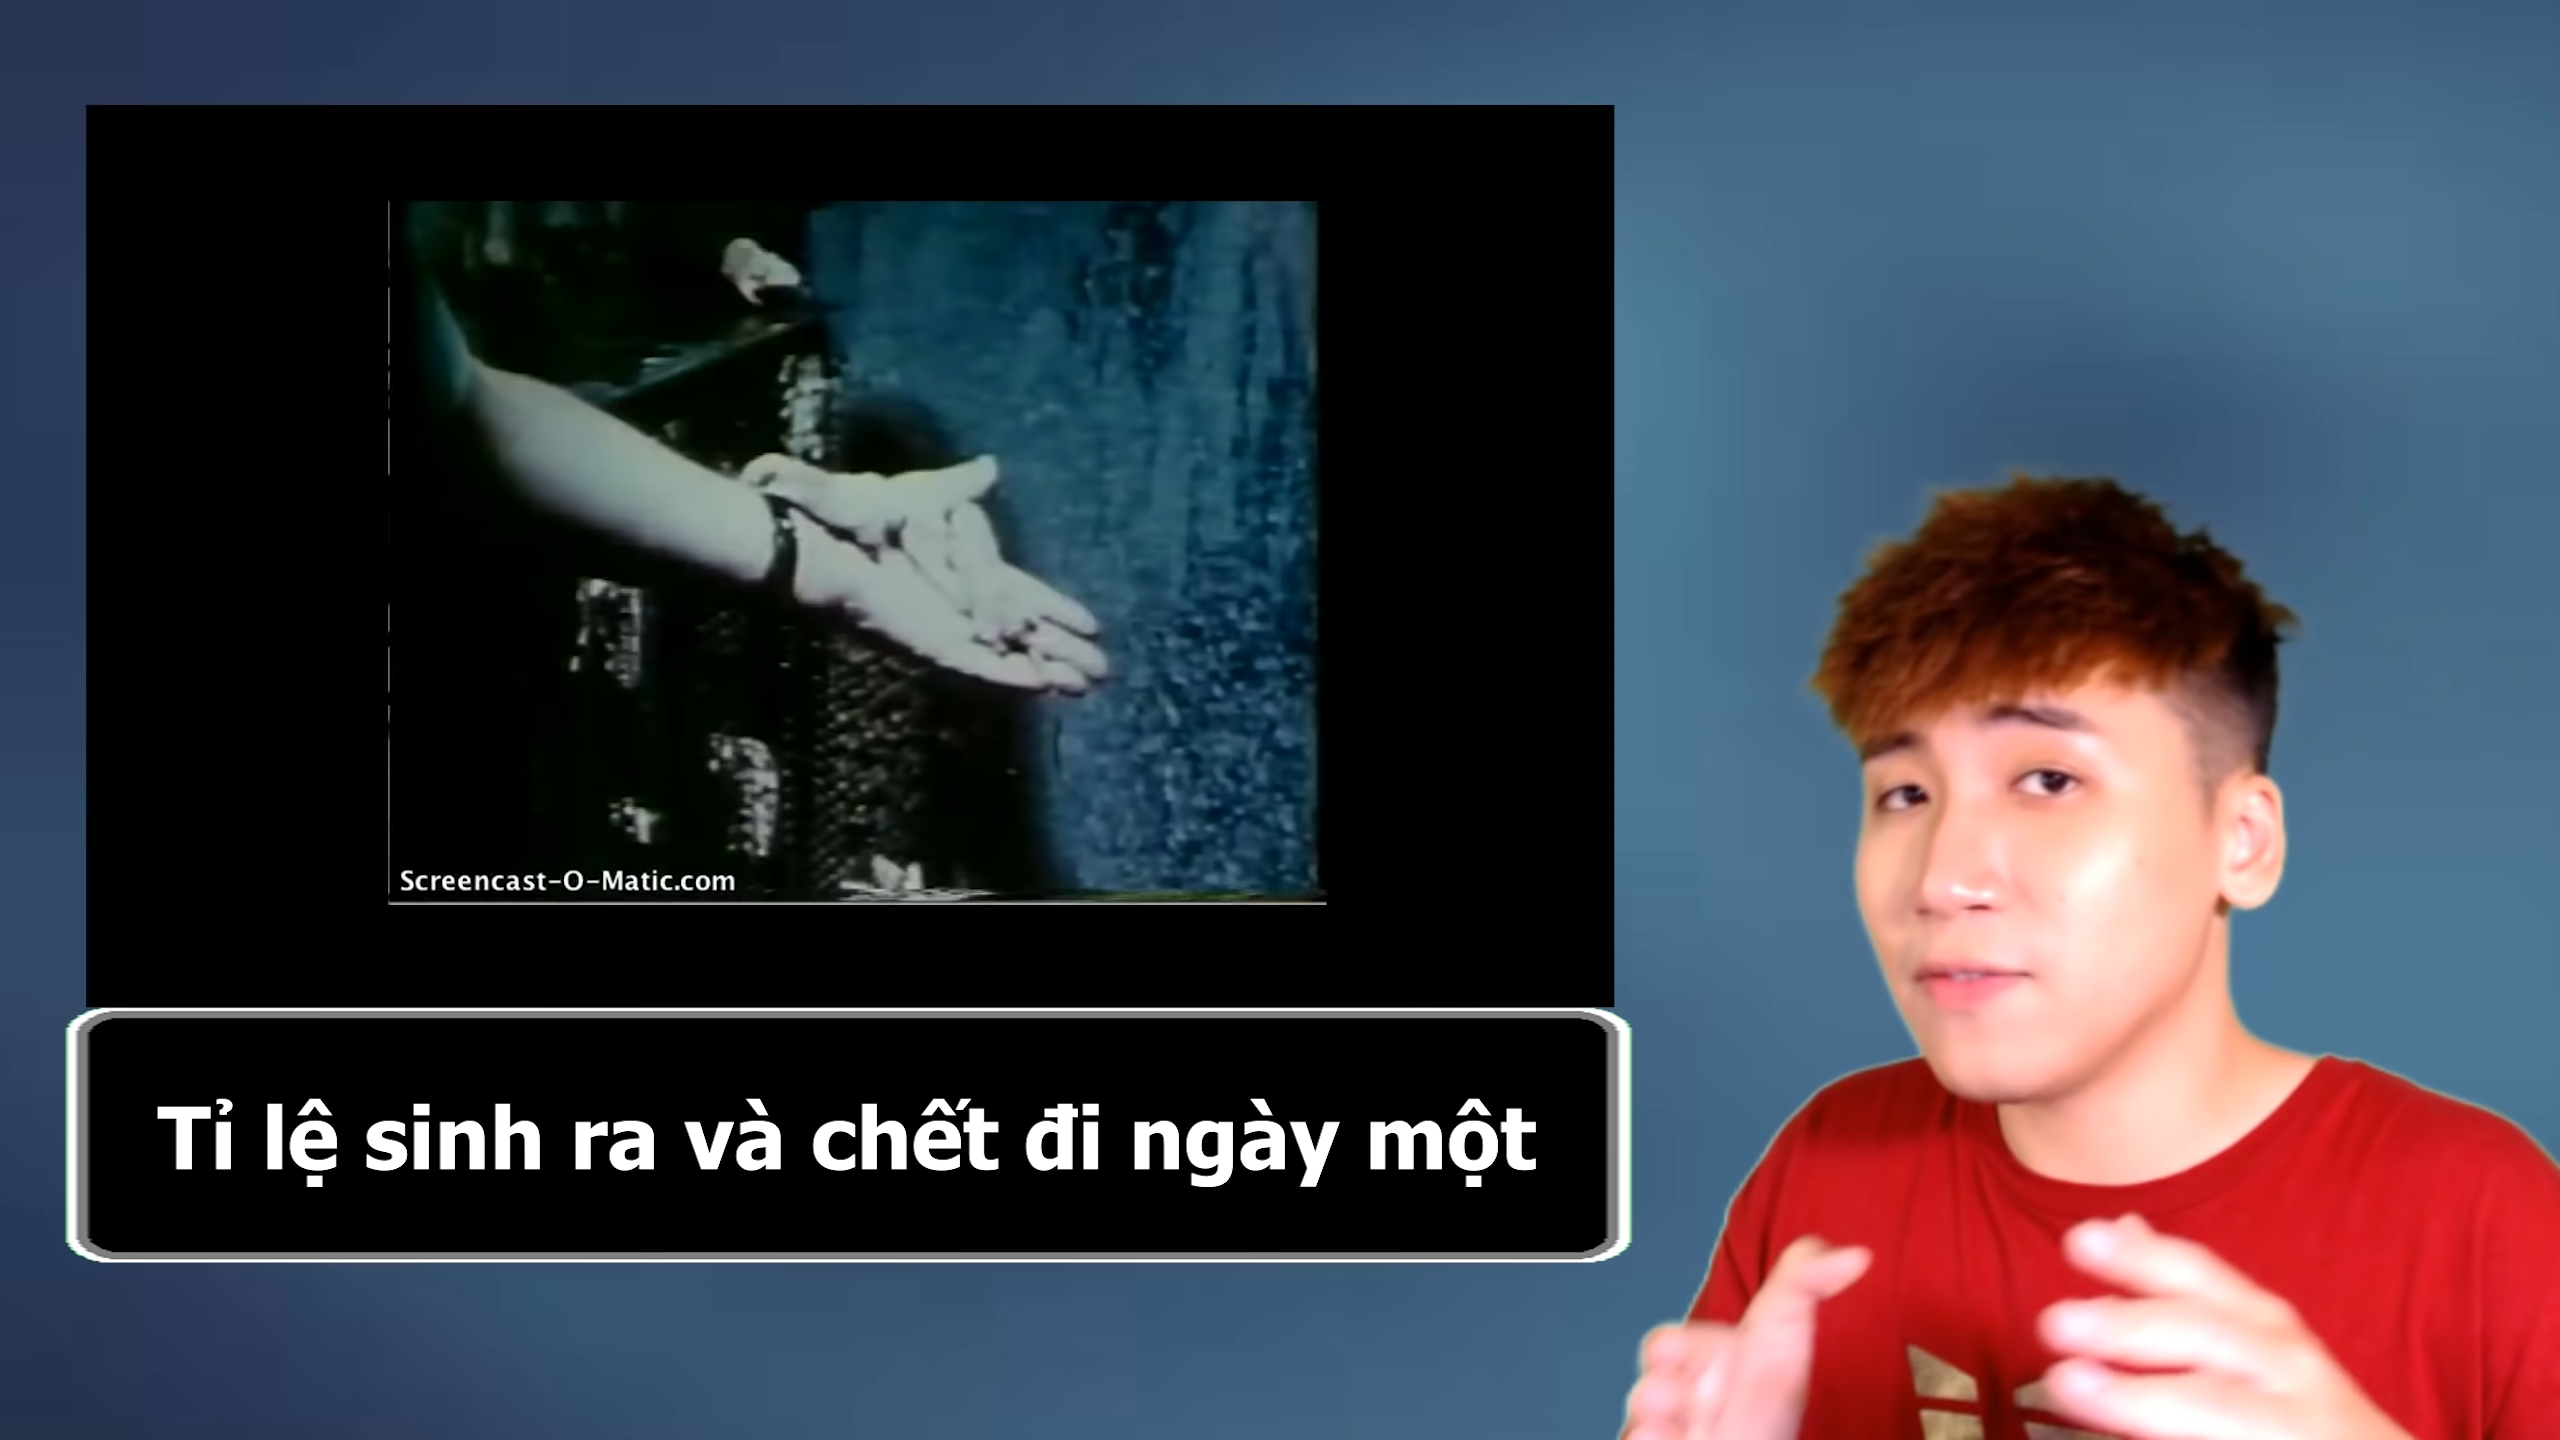 Screencast-O-Matic.com
Tỉ lệ sinh ra và chết đi ngày một